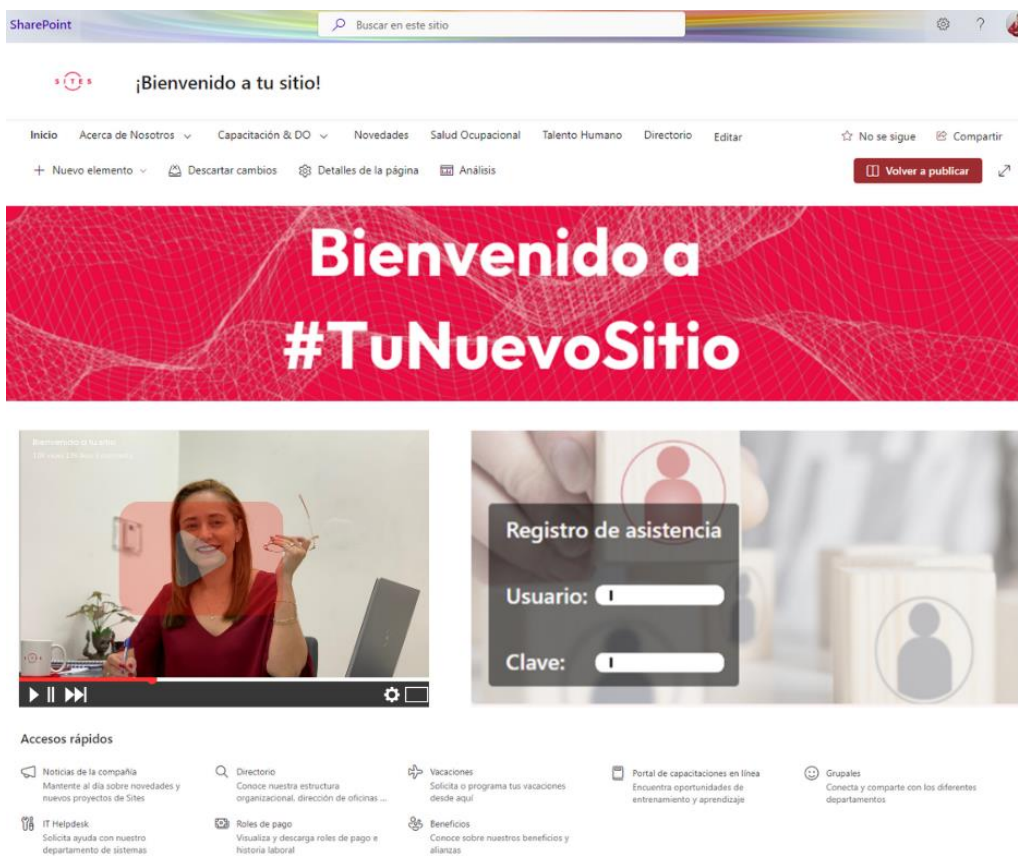 SharePoint
Buscar en este sitio
SITES
¡Bienvenido a tu sitio!
Inicio Acerca de Nosotros Capacitación & DO Novedades Salud Ocupacional Talento Humano Directorio Editar No se sigue Compartir
Nuevo elemento Descartar cambios Detalles de la página Análisis Volver a publicar
Bienvenido a
#TuNuevoSitio
Bienvenido a tu sitio
Registro de asistencia
Usuario:
Clave:
Accesos rápidos
Noticias de la compañía
Mantente al día sobre novedades y
nuevos proyectos de Sites
Directorio
Conoce nuestra estructura
organizacional, dirección de oficinas ...
Vacaciones
Solicita o programa tus vacaciones
desde aquí
Portal de capacitaciones en línea
Encuentra oportunidades de
entrenamiento y aprendizaje
Grupales
Conecta y comparte con los diferentes
departamentos
IT Helpdesk
Solicita ayuda con nuestro
departamento de sistemas
Roles de pago
Visualiza y descarga roles de pago e
historia laboral
Beneficios
Conoce sobre nuestros beneficios y
alianzas